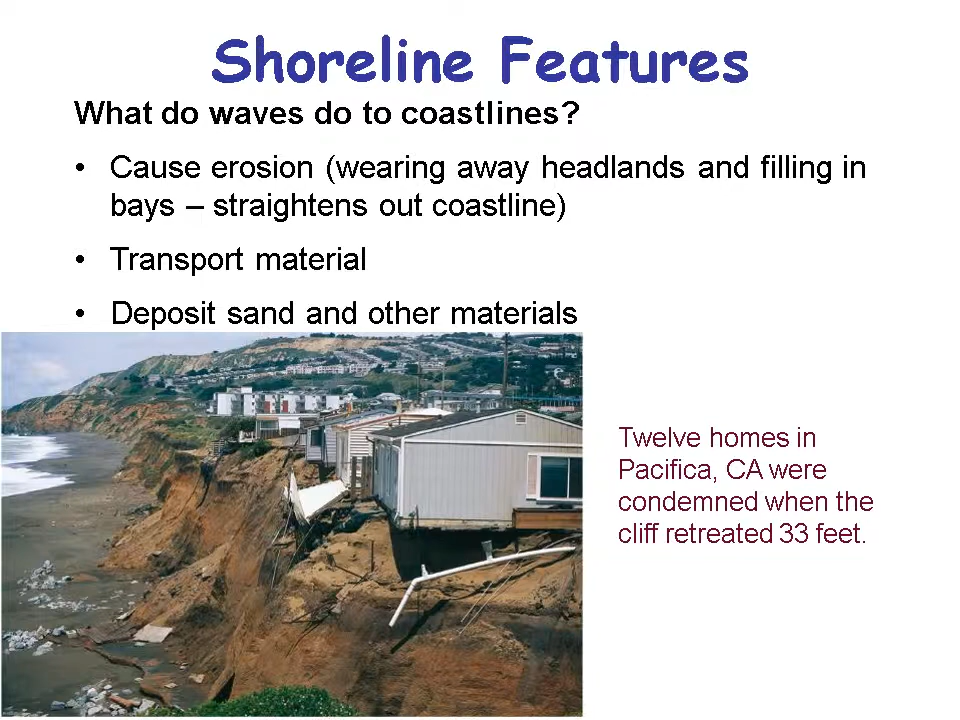 Shoreline Features
What do waves do to coastlines?
• Cause erosion (wearing away headlands and filling in
bays – straightens out coastline)
• Transport material
• Deposit sand and other materials
Twelve homes in
Pacifica, CA were
condemned when the
cliff retreated 33 feet.